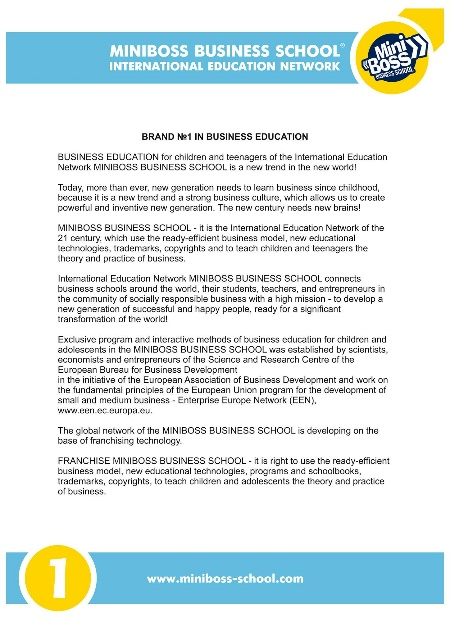 MINIBOSS BUSINESS SCHOOL®
INTERNATIONAL EDUCATION NETWORK
Mini
BOSS
BUSINESS SCHOOL
BRAND №1 IN BUSINESS EDUCATION
BUSINESS EDUCATION for children and teenagers of the International Education
Network MINIBOSS BUSINESS SCHOOL is a new trend in the new world!
Today, more than ever, new generation needs to learn business since childhood,
because it is a new trend and a strong business culture, which allows us to create
powerful and inventive new generation. The new century needs new brains!
MINIBOSS BUSINESS SCHOOL - it is the International Education Network of the
21 century, which use the ready-efficient business model, new educational
technologies, trademarks, copyrights and to teach children and teenagers the
theory and practice of business.
International Education Network MINIBOSS BUSINESS SCHOOL connects
business schools around the world, their students, teachers, and entrepreneurs in
the community of socially responsible business with a high mission - to develop a
new generation of successful and happy people, ready for a significant
transformation of the world!
Exclusive program and interactive methods of business education for children and
adolescents in the MINIBOSS BUSINESS SCHOOL was established by scientists,
economists and entrepreneurs of the Science and Research Centre of the
European Bureau for Business Development
in the initiative of the European Association of Business Development and work on
the fundamental principles of the European Union program for the development of
small and medium business - Enterprise Europe Network (EEN),
www.een.ec.europa.eu.
The global network of the MINIBOSS BUSINESS SCHOOL is developing on the
base of franchising technology.
FRANCHISE MINIBOSS BUSINESS SCHOOL - it is right to use the ready-efficient
business model, new educational technologies, programs and schoolbooks,
trademarks, copyrights, to teach children and adolescents the theory and practice
of business.
1
www.miniboss-school.com